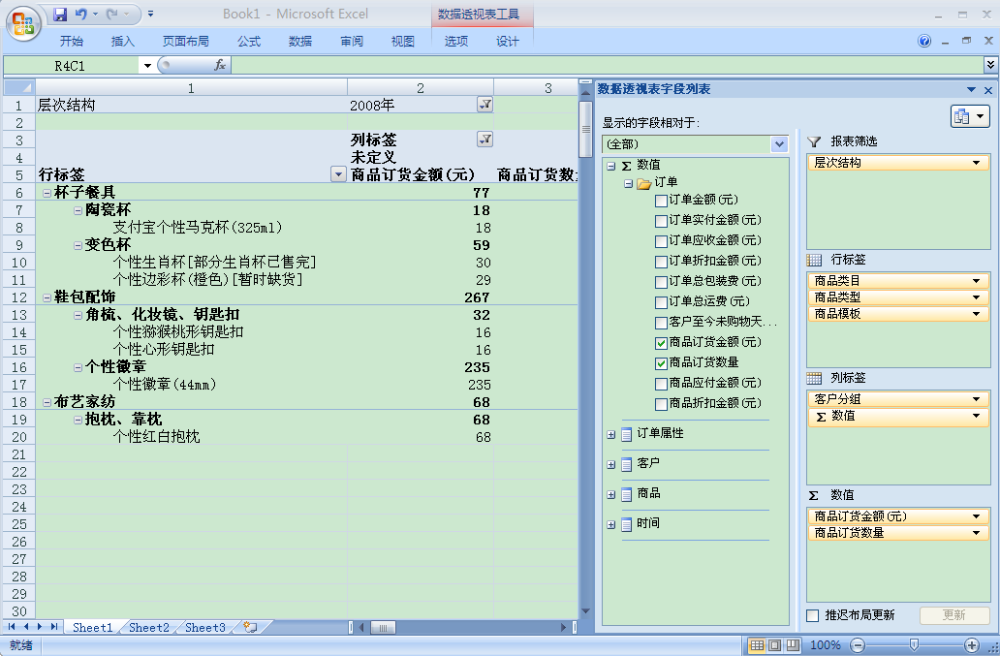 Book1 - Microsoft Excel
数据透视表工具
开始 插入 页面布局 公式 数据 审阅 视图 选项 设计
R4C1 fx
1 2 3
1 层次结构 2008年
2
3 列标签
4 未定义
5 行标签 商品订货金额(元) 商品订货数
6 杯子餐具 77
7 陶瓷杯 18
8 支付宝个性马克杯(325ml) 18
9 变色杯 59
10 个性生肖杯[部分生肖杯已售完] 30
11 个性边彩杯(橙色)[暂时缺货] 29
12 鞋包配饰 267
13 角梳、化妆镜、钥匙扣 32
14 个性猕猴桃形钥匙扣 16
15 个性心形钥匙扣 16
16 个性徽章 235
17 个性徽章(44mm) 235
18 布艺家纺 68
19 抱枕、靠枕 68
20 个性红白抱枕 68
21
22
23
24
25
26
27
28
29
30
Sheet1 Sheet2 Sheet3
数据透视表字段列表
显示的字段相对于:
(全部)
Σ 数值
订单
订单金额(元)
订单实付金额(元)
订单应收金额(元)
订单折扣金额(元)
订单总包装费(元)
订单总运费(元)
客户至今未购物天...
商品订货金额(元)
商品订货数量
商品应付金额(元)
商品折扣金额(元)
订单属性
客户
商品
时间
报表筛选
层次结构
行标签
商品类目
商品类型
商品模板
列标签
客户分组
Σ 数值
Σ 数值
商品订货金额(元)
商品订货数量
推迟布局更新 更新
就绪 100%